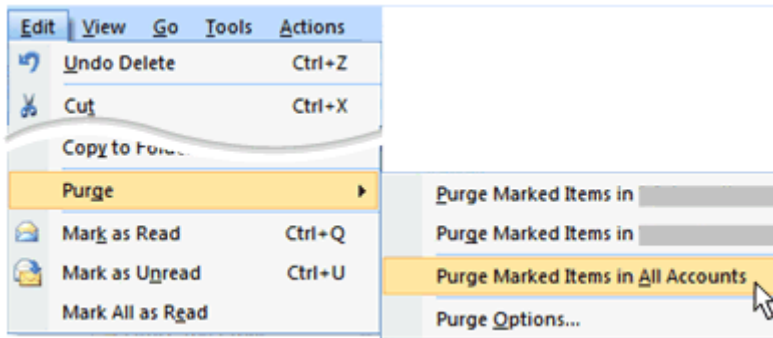 Edit View Go Tools Actions
Undo Delete Ctrl+Z
Cut Ctrl+X
Copy to
Purge
Purge Marked Items in
Mark as Read Ctrl+Q
Purge Marked Items in
Mark as Unread Ctrl+U
Purge Marked Items in All Accounts
Mark All as Read
Purge Options...